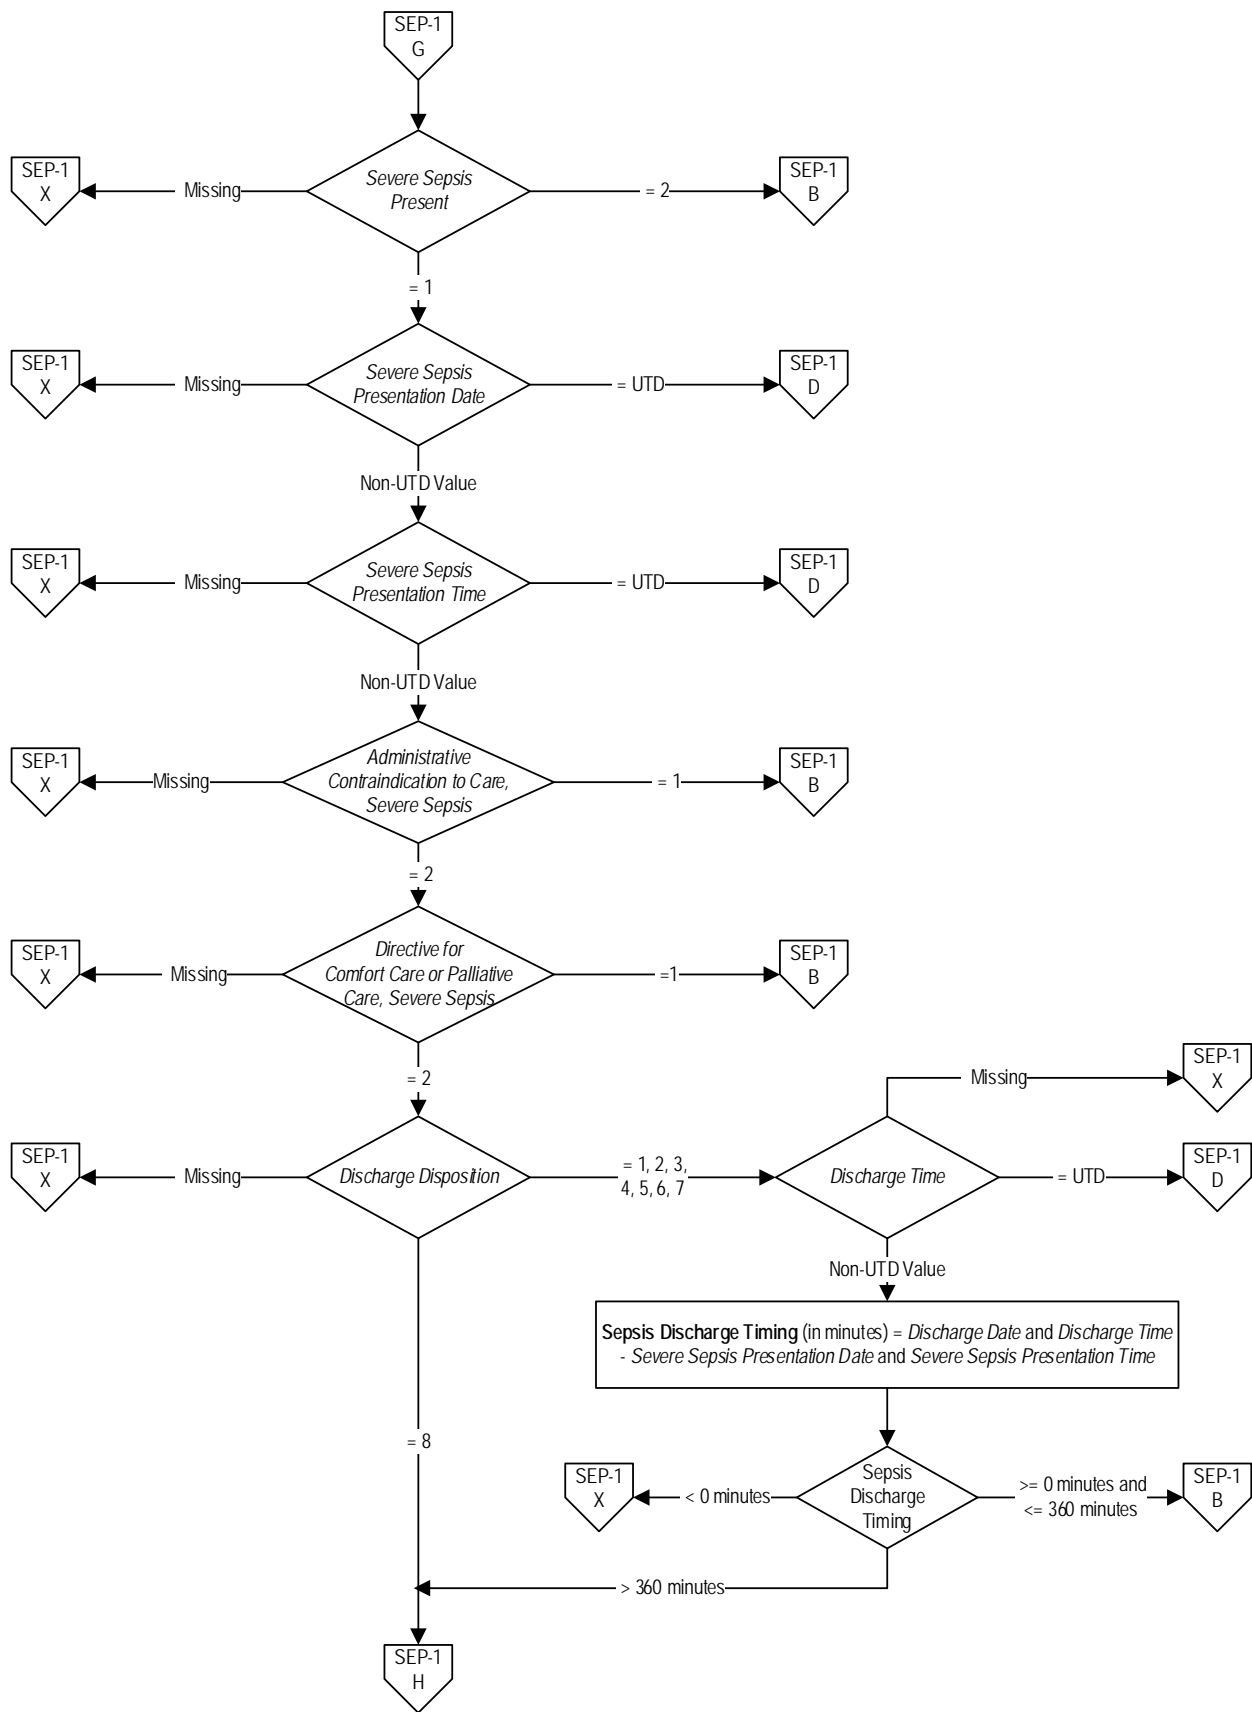 SEP-1
G
SEP-1
X
Missing
Severe Sepsis
Present
= 2
SEP-1
B
= 1
SEP-1
X
Missing
Severe Sepsis
Presentation Date
= UTD
SEP-1
D
Non-UTD Value
SEP-1
X
Missing
Severe Sepsis
Presentation Time
= UTD
SEP-1
D
Non-UTD Value
SEP-1
X
Missing
Administrative
Contraindication to Care,
Severe Sepsis
= 1
SEP-1
B
= 2
SEP-1
X
Missing
Directive for
Comfort Care or Palliative
Care, Severe Sepsis
=1
SEP-1
B
= 2
Missing
SEP-1
X
SEP-1
X
Missing
Discharge Disposition
= 1, 2, 3,
4, 5, 6, 7
Discharge Time
= UTD
SEP-1
D
Non-UTD Value
Sepsis Discharge Timing (in minutes) = Discharge Date and Discharge Time
- Severe Sepsis Presentation Date and Severe Sepsis Presentation Time
= 8
SEP-1
X
< 0 minutes
Sepsis
Discharge
Timing
>= 0 minutes and
<= 360 minutes
SEP-1
B
> 360 minutes
SEP-1
H